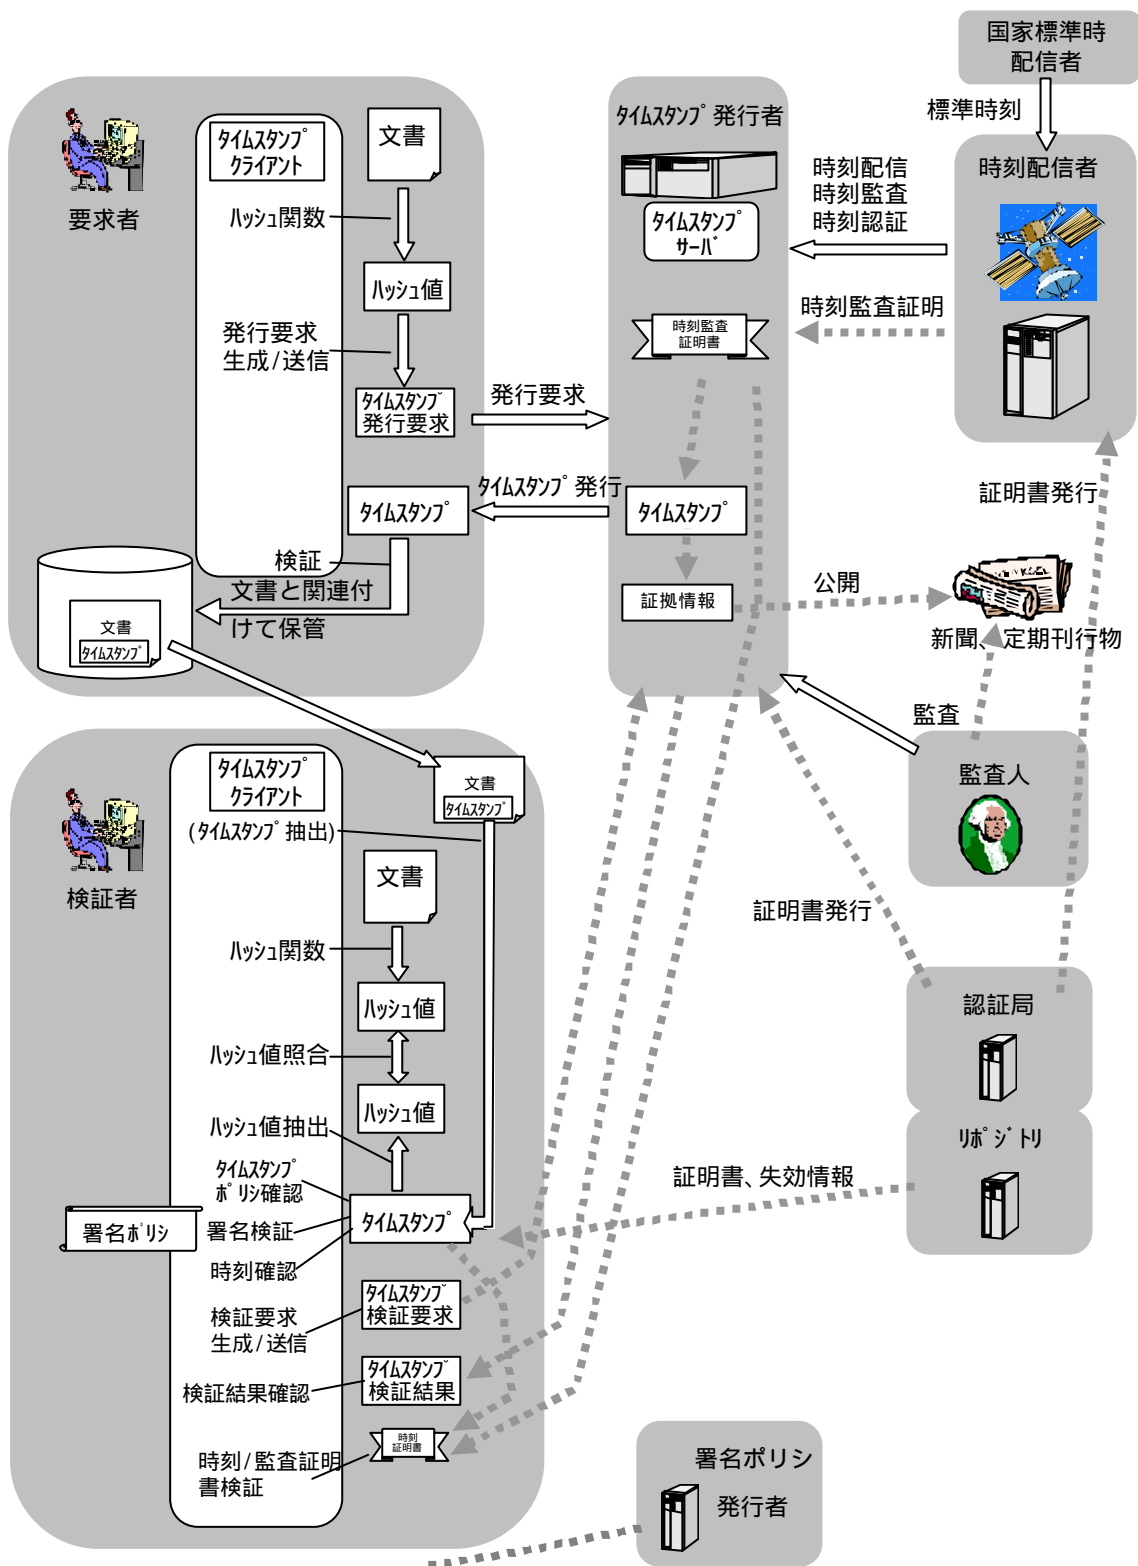 国家標準時
配信者
標準時刻
時刻配信者
時刻配信
時刻監査
時刻認証
時刻監査証明
ﾀｲﾑｽﾀﾝﾌﾟ発行者
ﾀｲﾑｽﾀﾝﾌﾟ
ｻｰﾊﾞ
時刻監査
証明書
要求者
ﾀｲﾑｽﾀﾝﾌﾟ
ｸﾗｲｱﾝﾄ
文書
ﾊｯｼｭ関数
ﾊｯｼｭ値
発行要求
生成/送信
ﾀｲﾑｽﾀﾝﾌﾟ
発行要求
発行要求
ﾀｲﾑｽﾀﾝﾌﾟ発行
ﾀｲﾑｽﾀﾝﾌﾟ
ﾀｲﾑｽﾀﾝﾌﾟ
検証
文書と関連付
けて保管
文書
ﾀｲﾑｽﾀﾝﾌﾟ
証拠情報
公開
証明書発行
新聞、定期刊行物
監査
監査人
検証者
ﾀｲﾑｽﾀﾝﾌﾟ
ｸﾗｲｱﾝﾄ
文書
ﾀｲﾑｽﾀﾝﾌﾟ
(ﾀｲﾑｽﾀﾝﾌﾟ抽出)
文書
ﾊｯｼｭ関数
ﾊｯｼｭ値
ﾊｯｼｭ値照合
ﾊｯｼｭ値
ﾊｯｼｭ値抽出
ﾀｲﾑｽﾀﾝﾌﾟ
ﾎﾟﾘｼ確認
署名ﾎﾟﾘｼ
署名検証
ﾀｲﾑｽﾀﾝﾌﾟ
時刻確認
検証要求
生成/送信
ﾀｲﾑｽﾀﾝﾌﾟ
検証要求
検証結果確認
ﾀｲﾑｽﾀﾝﾌﾟ
検証結果
時刻/監査証明
書検証
時刻
証明書
証明書発行
認証局
ﾘﾎﾟｼﾞﾄﾘ
証明書、失効情報
署名ポリシ
発行者